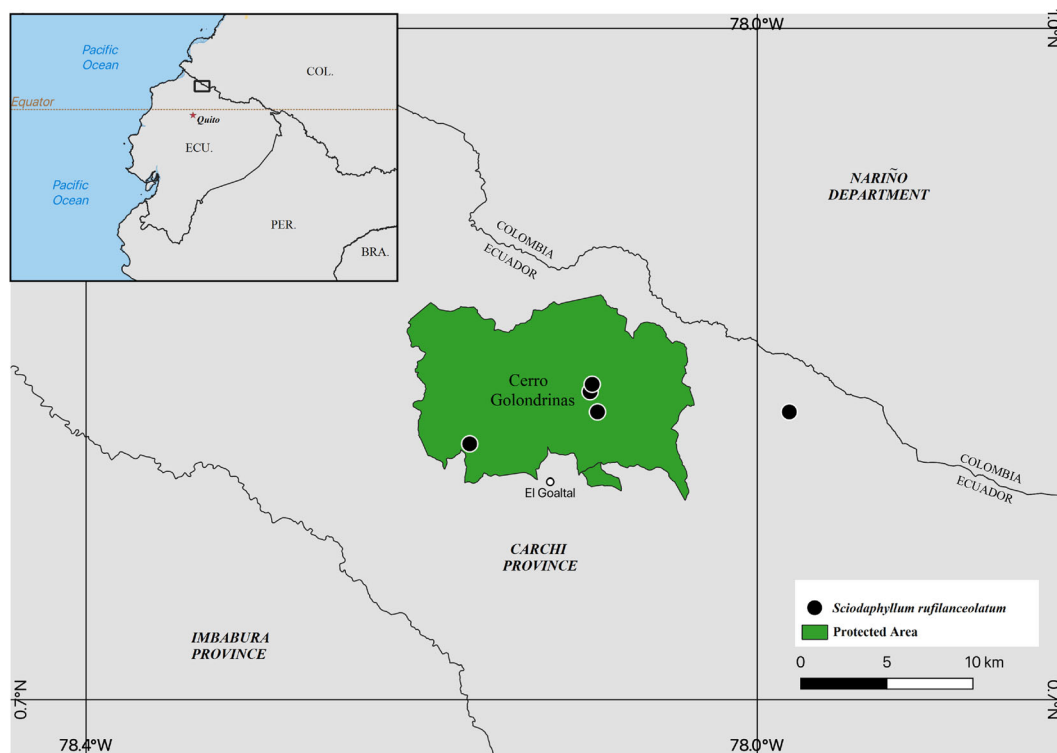 Pacific
Ocean
COL.
Equator
Quito
ECU.
Pacific
Ocean
PER.
BRA.
78.0°W
1.0°N
NARIÑO
DEPARTMENT
COLOMBIA
ECUADOR
Cerro
Golondrinas
El Goaltal
COLOMBIA
ECUADOR
CARCHI
PROVINCE
IMBABURA
PROVINCE
Sciodaphyllum rufilanceolatum
Protected Area
0 5 10 km
0.7°N
0.7°N
78.4°W
78.0°W